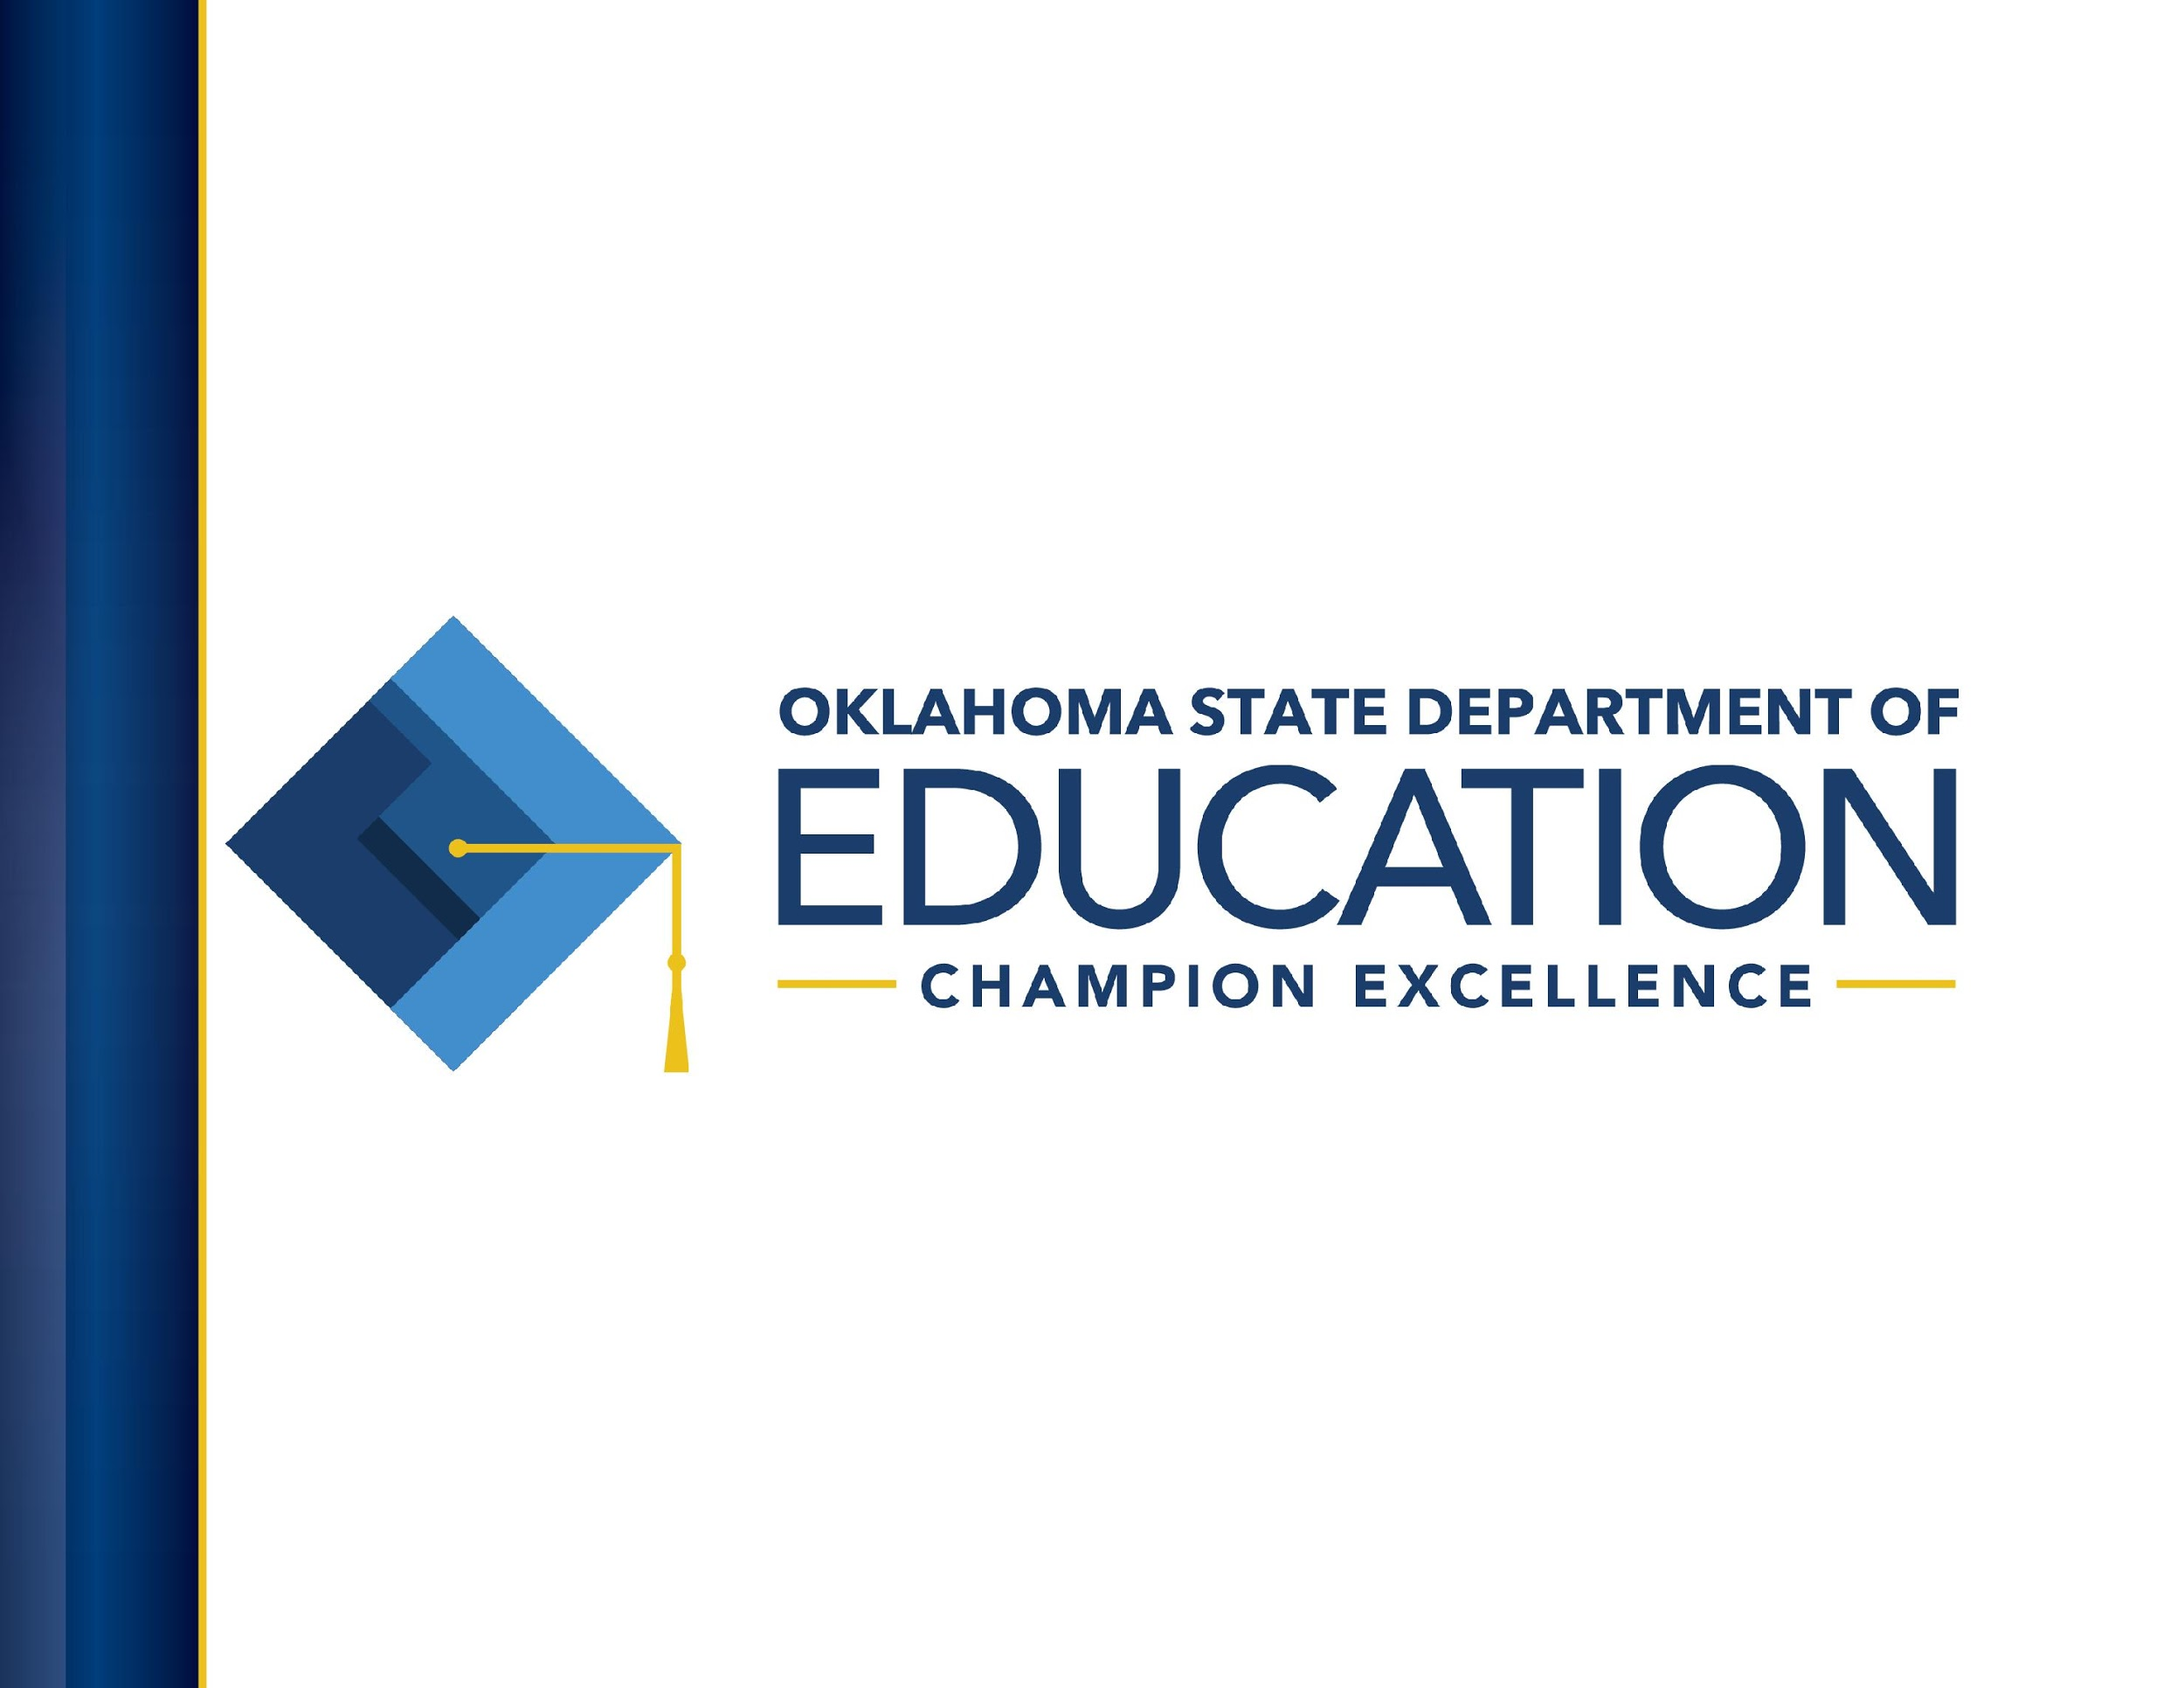 OKLAHOMA STATE DEPARTMENT OF
EDUCATION
CHAMPION EXCELLENCE